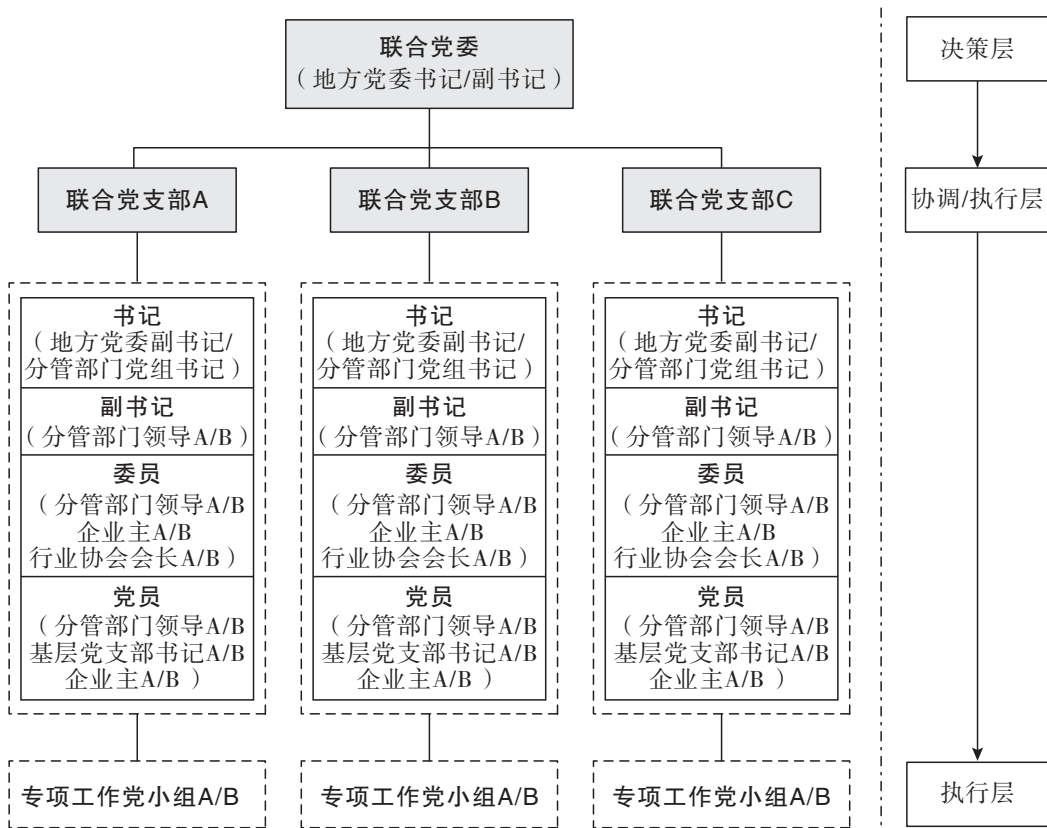 联合党委
（地方党委书记/副书记）
决策层
联合党支部A
联合党支部B
联合党支部C
协调/执行层
书记
（地方党委副书记/
分管部门党组书记）
副书记
（分管部门领导A/B）
委员
（分管部门领导A/B
企业主A/B
行业协会会长A/B）
党员
（分管部门领导A/B
基层党支部书记A/B
企业主A/B ）
书记
（地方党委副书记/
分管部门党组书记）
副书记
（分管部门领导A/B）
委员
（分管部门领导A/B
企业主A/B
行业协会会长A/B）
党员
（分管部门领导A/B
基层党支部书记A/B
企业主A/B ）
书记
（地方党委副书记/
分管部门党组书记）
副书记
（分管部门领导A/B）
委员
（分管部门领导A/B
企业主A/B
行业协会会长A/B）
党员
（分管部门领导A/B
基层党支部书记A/B
企业主A/B ）
专项工作党小组A/B
专项工作党小组A/B
专项工作党小组A/B
执行层